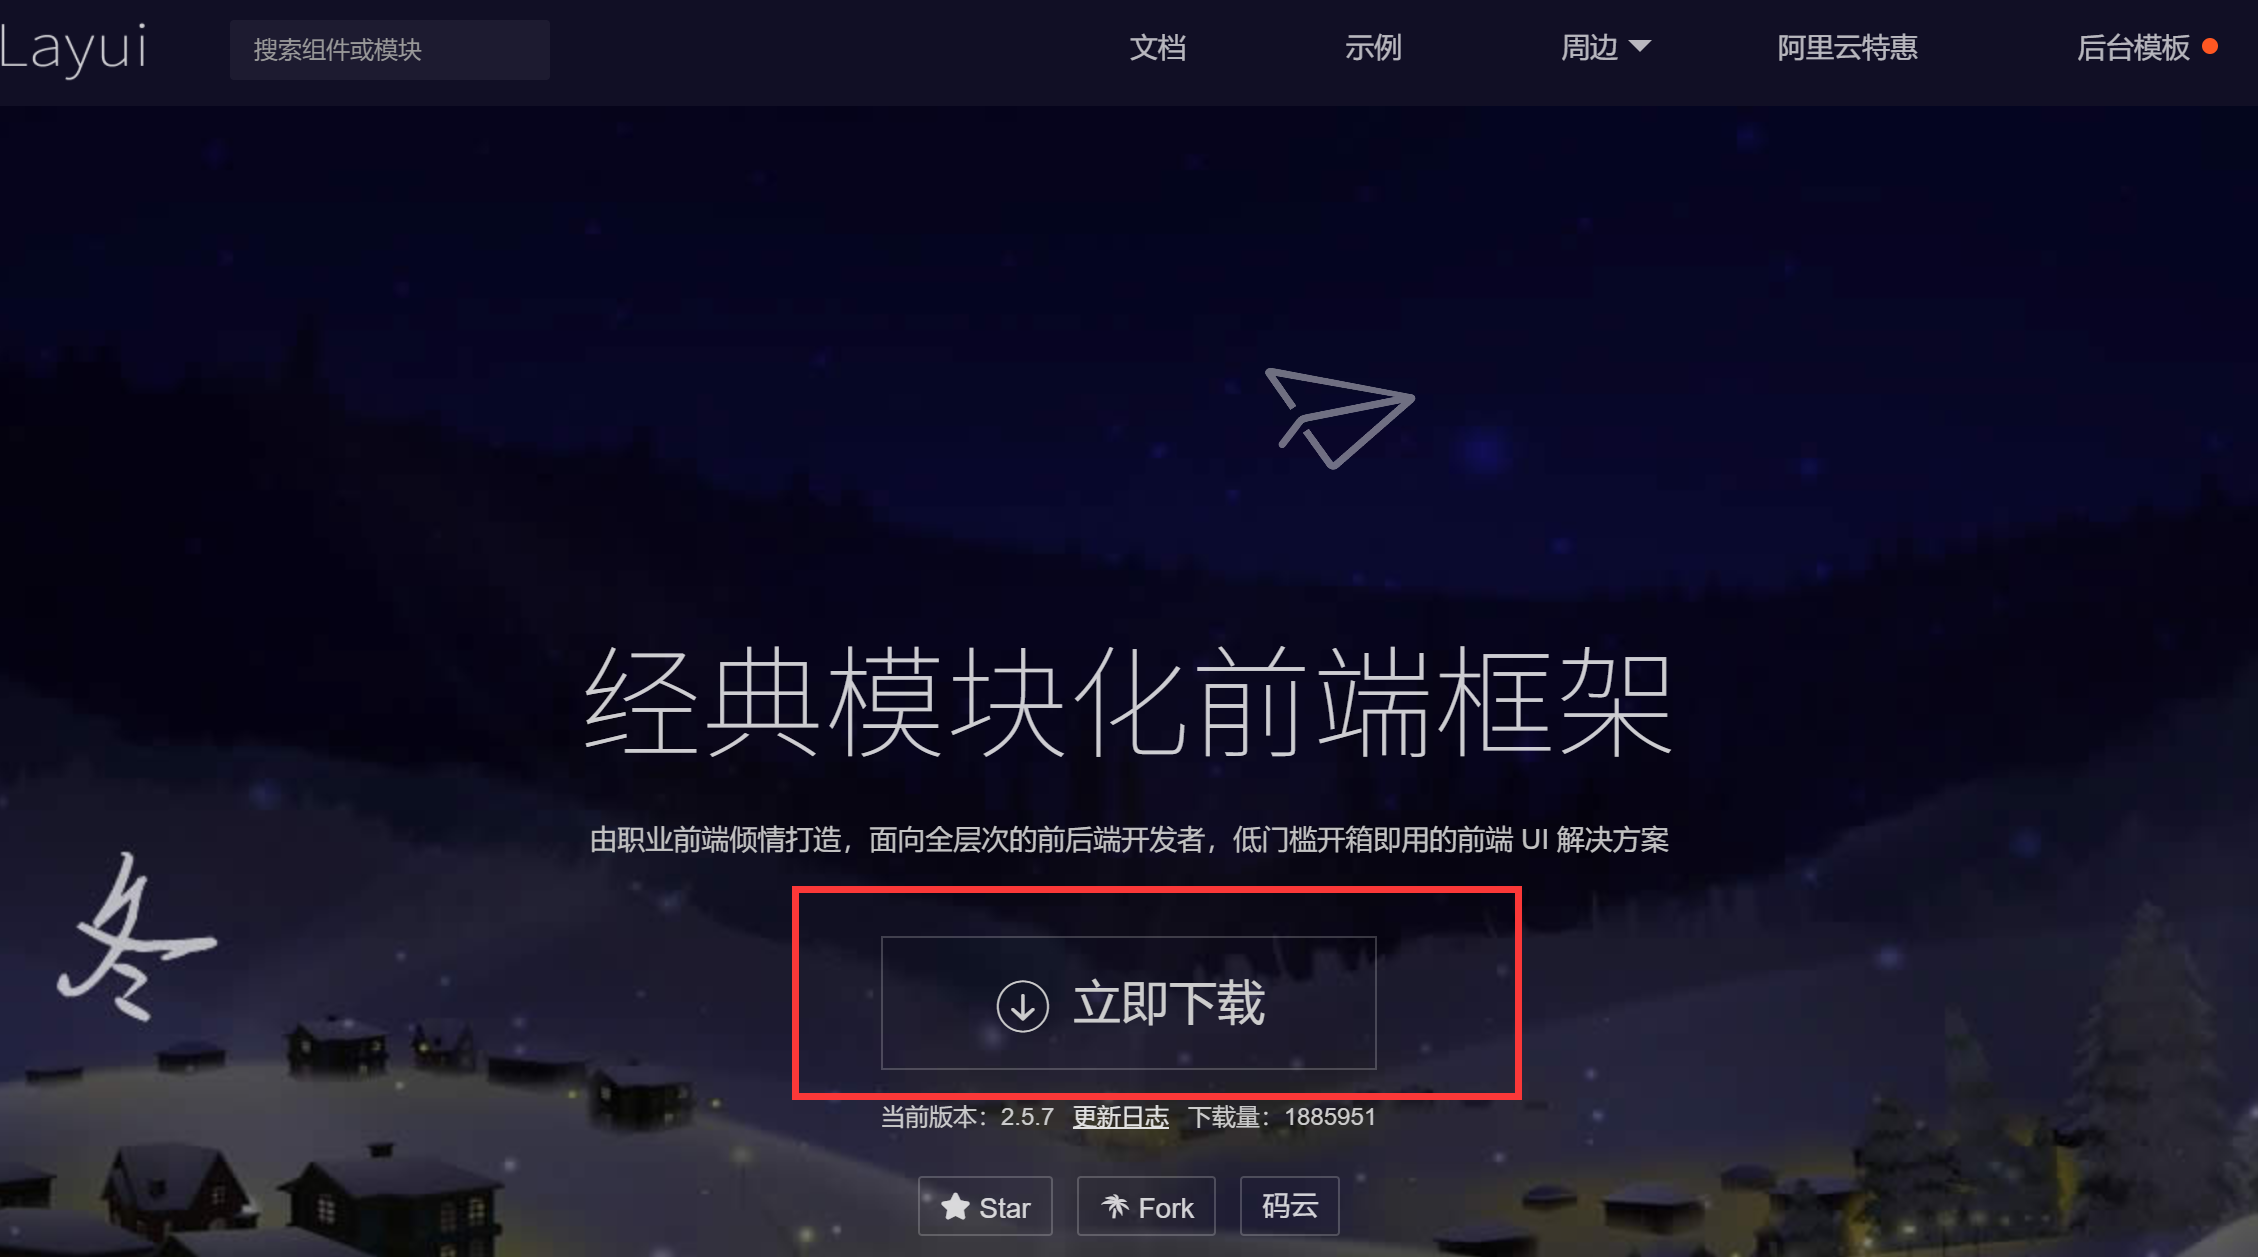 Layui
搜索组件或模块
文档
示例
周边
阿里云特惠
后台模板
经典模块化前端框架
由职业前端倾情打造，面向全层次的前后端开发者，低门槛开箱即用的前端 UI 解决方案
冬
立即下载
当前版本：2.5.7 更新日志 下载量：1885951
Star
Fork
码云